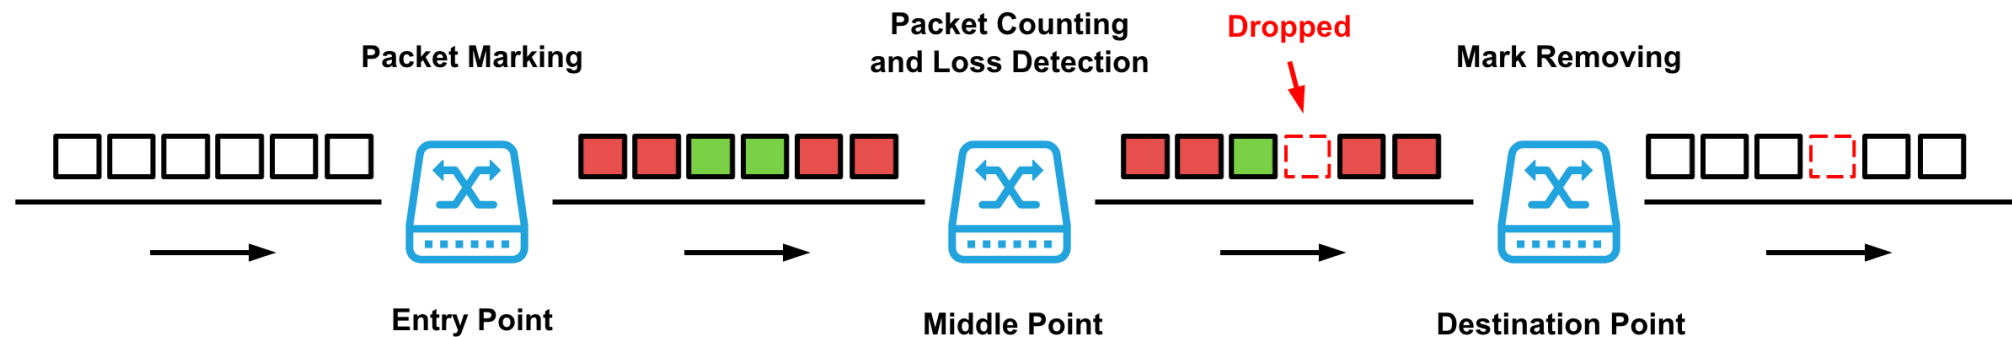 Packet Marking
Packet Counting
and Loss Detection
Dropped
Mark Removing
Entry Point
Middle Point
Destination Point